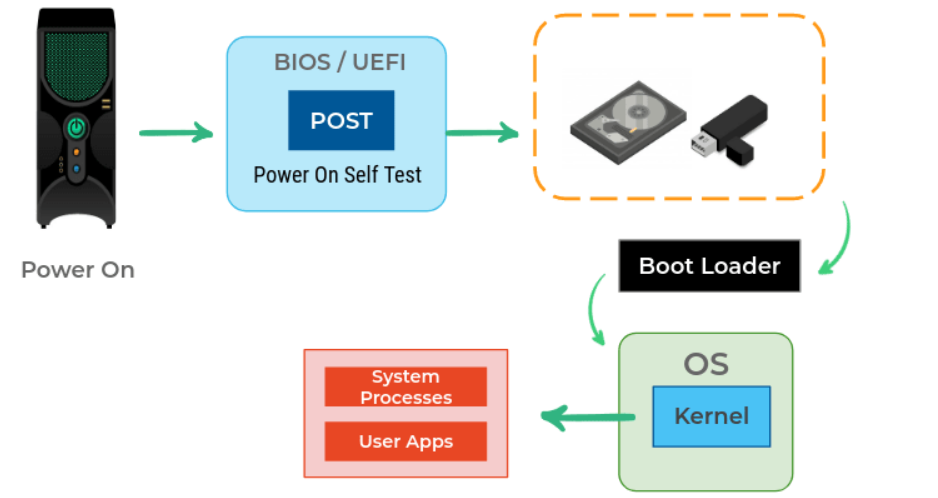 BIOS / UEFI
POST
Power On Self Test
Power On
Boot Loader
OS
Kernel
System
Processes
User Apps